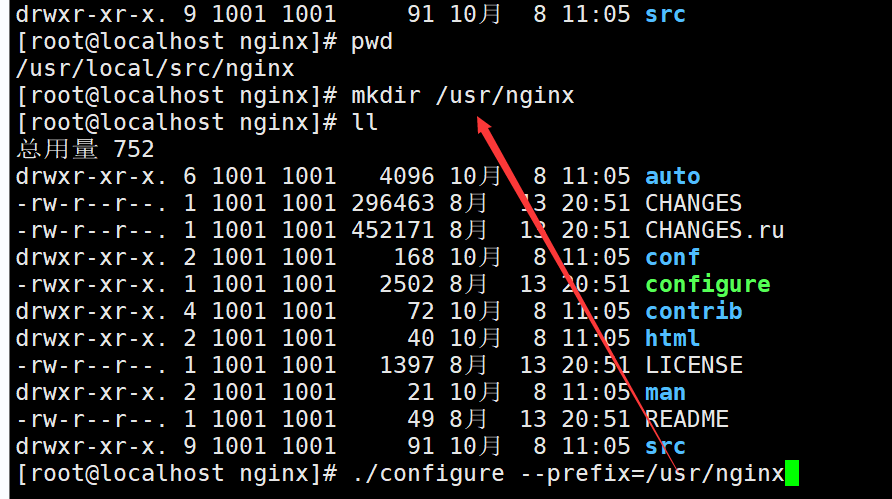 drwxr-xr-x. 9 1001 1001     91 10月  8 11:05 src
[root@localhost nginx]# pwd
/usr/local/src/nginx
[root@localhost nginx]# mkdir /usr/nginx
[root@localhost nginx]# ll
总用量 752
drwxr-xr-x. 6 1001 1001   4096 10月  8 11:05 auto
-rw-r--r--. 1 1001 1001 296463 8月  13 20:51 CHANGES
-rw-r--r--. 1 1001 1001 452171 8月  13 20:51 CHANGES.ru
drwxr-xr-x. 2 1001 1001    168 10月  8 11:05 conf
-rwxr-xr-x. 1 1001 1001   2502 8月  13 20:51 configure
drwxr-xr-x. 4 1001 1001     72 10月  8 11:05 contrib
drwxr-xr-x. 2 1001 1001     40 10月  8 11:05 html
-rw-r--r--. 1 1001 1001   1397 8月  13 20:51 LICENSE
drwxr-xr-x. 2 1001 1001     21 10月  8 11:05 man
-rw-r--r--. 1 1001 1001     49 8月  13 20:51 README
drwxr-xr-x. 9 1001 1001     91 10月  8 11:05 src
[root@localhost nginx]# ./configure --prefix=/usr/nginx